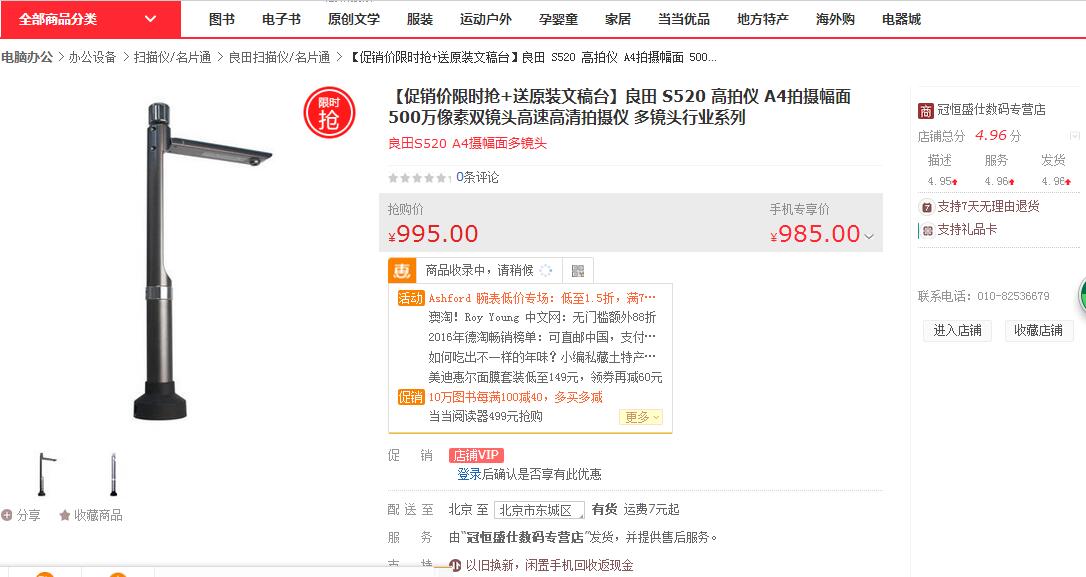 全部商品分类
图书 电子书 原创文学 服装 运动户外 孕婴童 家居 当当优品 地方特产 海外购 电器城
电脑办公 > 办公设备 > 扫描仪/名片通 > 良田扫描仪/名片通 > 【促销价限时抢+送原装文稿台】良田 S520 高拍仪 A4拍摄幅面 500...
限时
抢
【促销价限时抢+送原装文稿台】良田 S520 高拍仪 A4拍摄幅面
500万像素双镜头高速高清拍摄仪 多镜头行业系列
良田S520 A4摄幅面多镜头
0条评论
抢购价 手机专享价
¥995.00 ¥985.00
惠 商品收录中，请稍候
活动 Ashford 腕表低价专场：低至1.5折，满7…
澳淘！Roy Young 中文网：无门槛额外88折
2016年德淘畅销榜单：可直邮中国，支付…
如何吃出不一样的年味？小编私藏土特产…
美迪惠尔面膜套装低至149元，领券再减60元
促销 10万图书每满100减40，多买多减
当当阅读器499元抢购 更多
促 销 店铺VIP
登录后确认是否享有此优惠
配送至 北京 至 北京市东城区 有货 运费7元起
服 务 由"冠恒盛仕数码专营店"发货，并提供售后服务。
支 持 以旧换新，闲置手机回收返现金
分享 收藏商品
商 冠恒盛仕数码专营店
店铺总分 4.96 分
描述 服务 发货
4.95 4.96 4.96
7 支持7天无理由退货
支持礼品卡
联系电话：010-82536679
进入店铺 收藏店铺